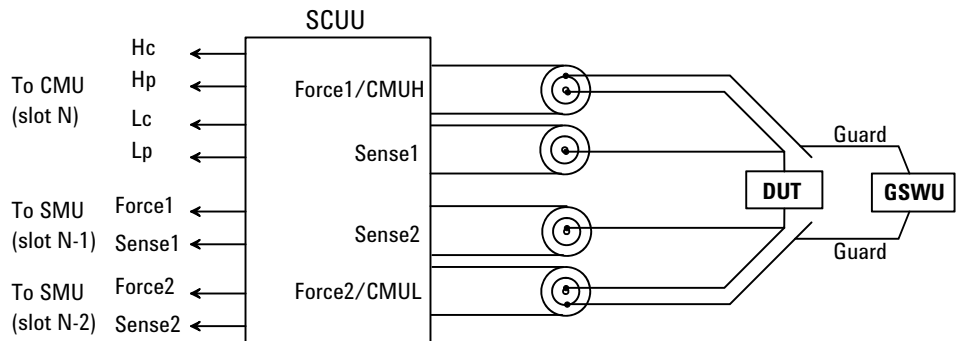 SCUU
Hc
Hp
Lc
Lp
To CMU
(slot N)
Force1
Sense1
To SMU
(slot N-1)
Force2
Sense2
To SMU
(slot N-2)
Force1/CMUH
Sense1
Sense2
Force2/CMUL
Guard
DUT
GSWU
Guard